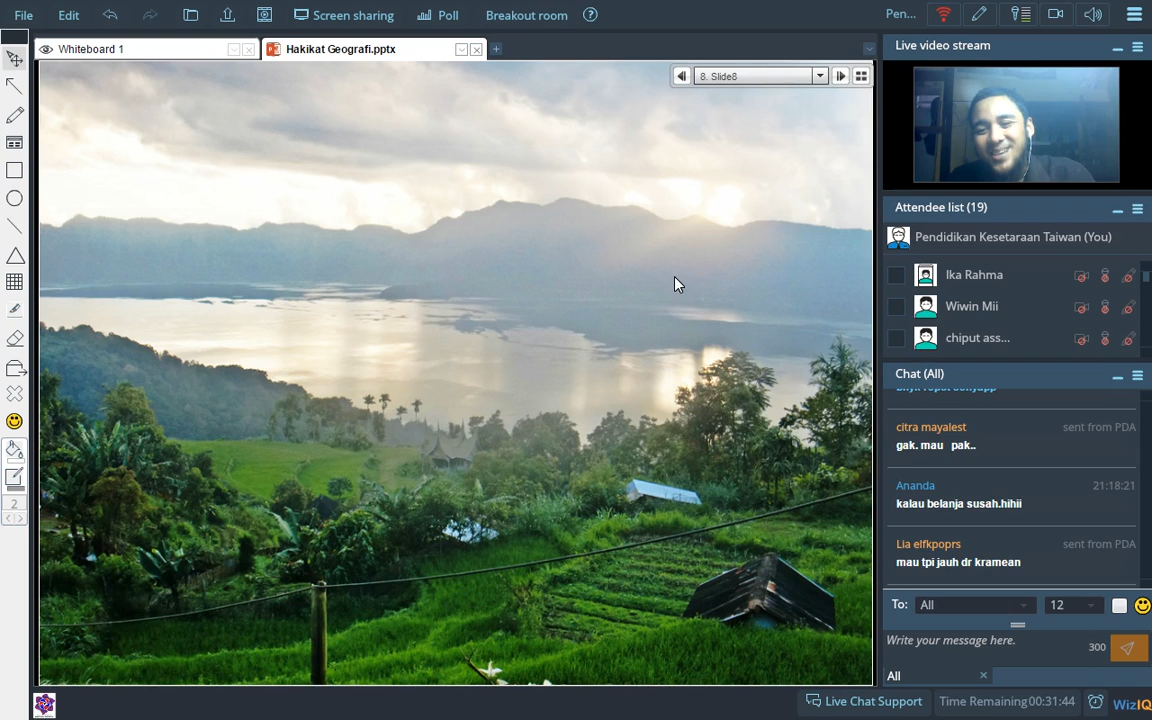 File Edit Screen sharing Poll Breakout room ? Pen...
Whiteboard 1
Hakikat Geografi.pptx
8. Slide8
Live video stream
Attendee list (19)
Pendidikan Kesetaraan Taiwan (You)
Ika Rahma
Wiwin Mii
chiput ass...
Chat (All)
citra mayalest sent from PDA
gak. mau pak..
Ananda 21:18:21
kalau belanja susah.hihii
Lia elfkpoprs sent from PDA
mau tpi jauh dr kramean
To: All 12
Write your message here. 300
All
2
Live Chat Support Time Remaining 00:31:44 WizIQ